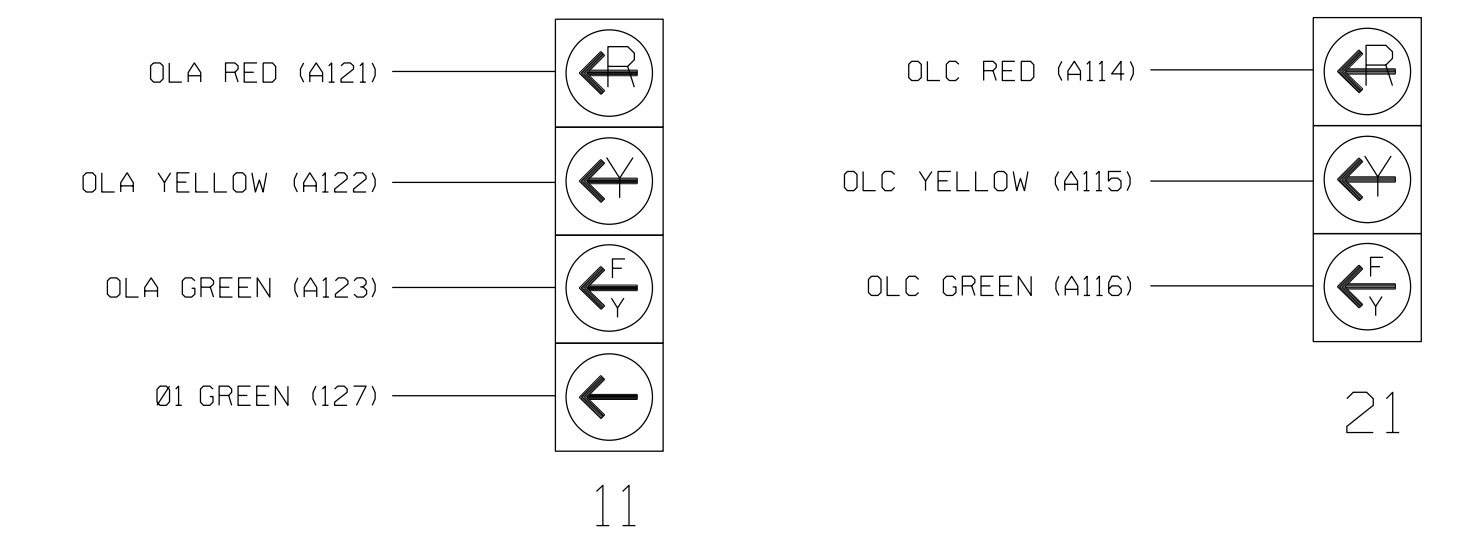 OLA RED (A121)
R
OLA YELLOW (A122)
Y
OLA GREEN (A123)
F
Y
Ø1 GREEN (127)
11
OLC RED (A114)
R
OLC YELLOW (A115)
Y
OLC GREEN (A116)
F
Y
21